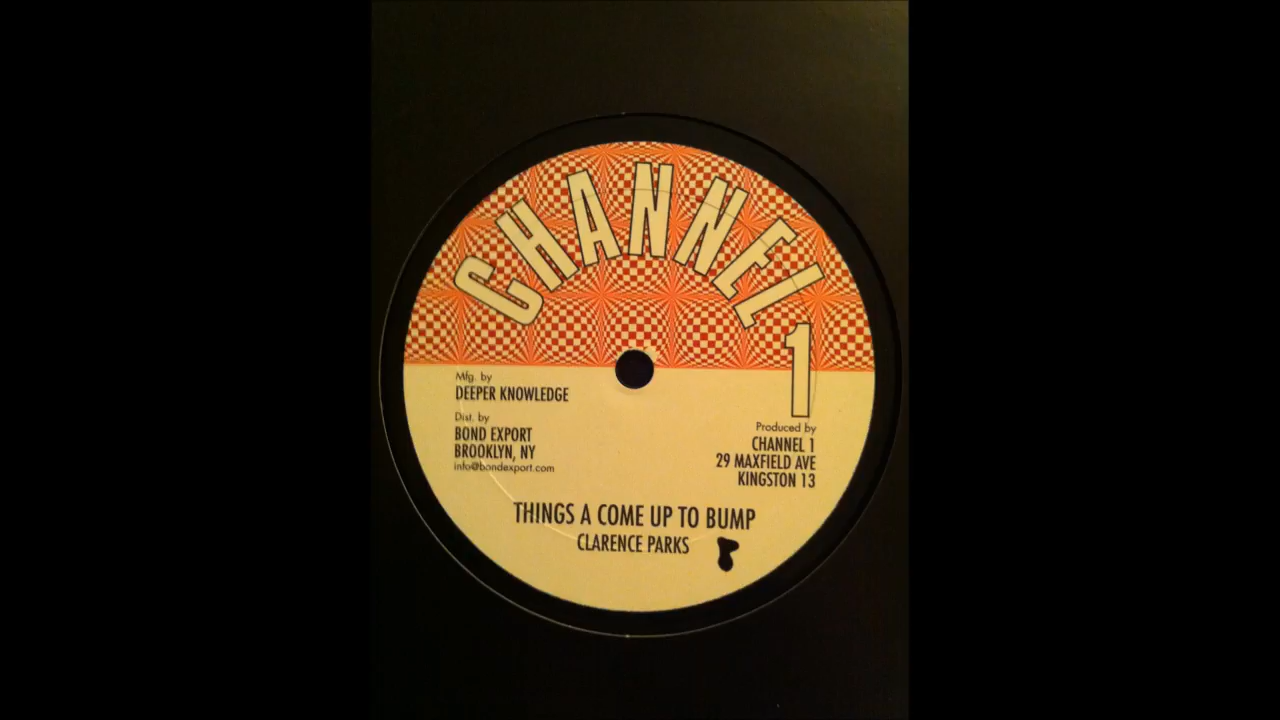 CHANNEL 1
Mfg. by
DEEPER KNOWLEDGE
Dist. by
BOND EXPORT
BROOKLYN, NY
info@bondexport.com
Produced by
CHANNEL 1
29 MAXFIELD AVE
KINGSTON 13
THINGS A COME UP TO BUMP
CLARENCE PARKS